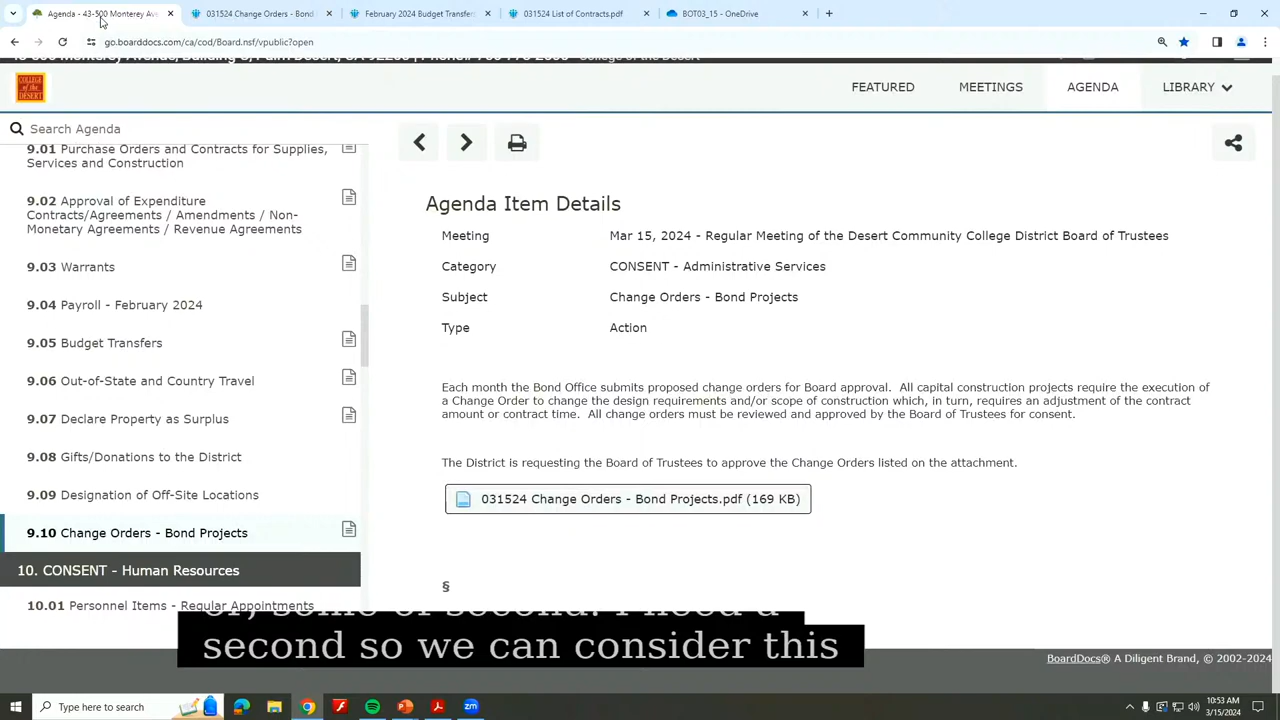 Agenda - 43-500 Monterey Ave
031524 Change Orders - Bond
February 2024 Budget Transfers
031524 List of Contracts.pdf
BOT03_15 - OneDrive
go.boarddocs.com/ca/cod/Board.nsf/vpublic?open
COLLEGE of the DESERT
FEATURED
MEETINGS
AGENDA
LIBRARY
Search Agenda
9.01 Purchase Orders and Contracts for Supplies,
Services and Construction
9.02 Approval of Expenditure
Contracts/Agreements / Amendments / Non-
Monetary Agreements / Revenue Agreements
9.03 Warrants
9.04 Payroll - February 2024
9.05 Budget Transfers
9.06 Out-of-State and Country Travel
9.07 Declare Property as Surplus
9.08 Gifts/Donations to the District
9.09 Designation of Off-Site Locations
9.10 Change Orders - Bond Projects
10. CONSENT - Human Resources
10.01 Personnel Items - Regular Appointments
Agenda Item Details
Meeting Mar 15, 2024 - Regular Meeting of the Desert Community College District Board of Trustees
Category CONSENT - Administrative Services
Subject Change Orders - Bond Projects
Type Action
Each month the Bond Office submits proposed change orders for Board approval. All capital construction projects require the execution of
a Change Order to change the design requirements and/or scope of construction which, in turn, requires an adjustment of the contract
amount or contract time. All change orders must be reviewed and approved by the Board of Trustees for consent.
The District is requesting the Board of Trustees to approve the Change Orders listed on the attachment.
031524 Change Orders - Bond Projects.pdf (169 KB)
§
second so we can consider this
BoardDocs® A Diligent Brand, © 2002-2024
Type here to search
10:53 AM
3/15/2024